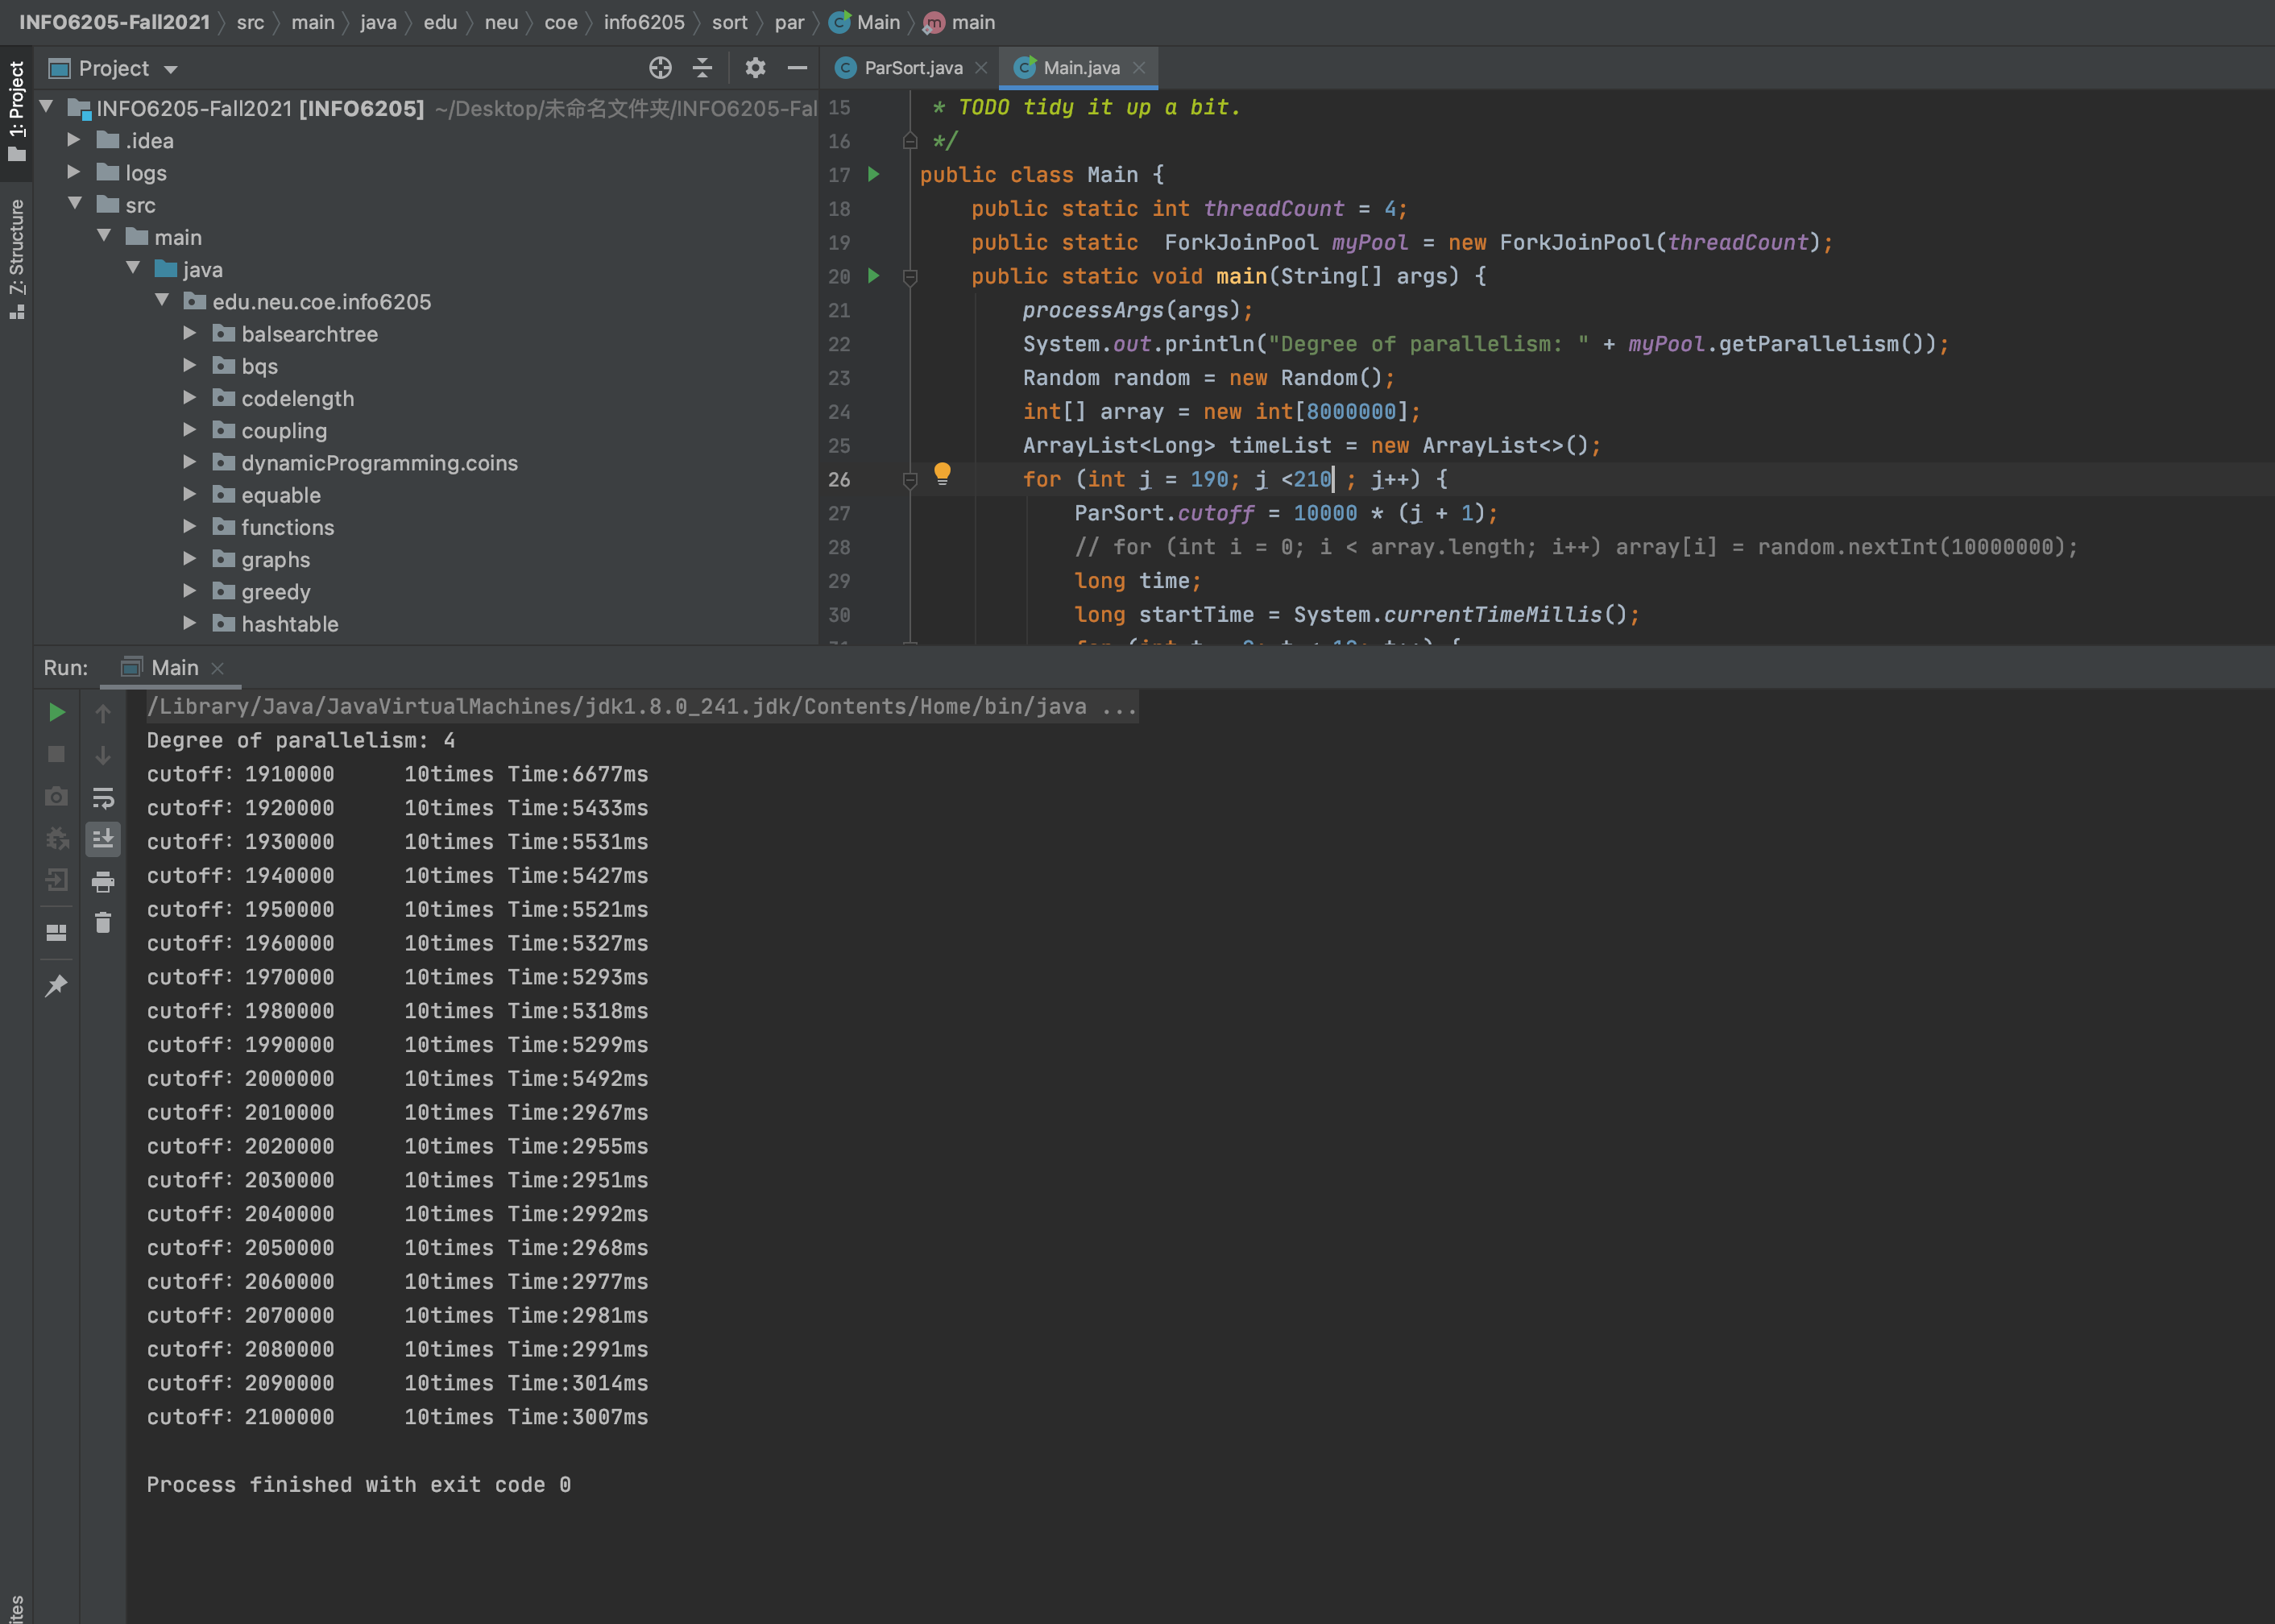 INFO6205-Fall2021 src main java edu neu coe info6205 sort par Main main
1: Project
7: Structure
Project
INFO6205-Fall2021 [INFO6205] ~/Desktop/未命名文件夹/INFO6205-Fal
.idea
logs
src
main
java
edu.neu.coe.info6205
balsearchtree
bqs
codelength
coupling
dynamicProgramming.coins
equable
functions
graphs
greedy
hashtable
ParSort.java Main.java
15 * TODO tidy it up a bit.
16 */
17 public class Main {
18 public static int threadCount = 4;
19 public static ForkJoinPool myPool = new ForkJoinPool(threadCount);
20 public static void main(String[] args) {
21 processArgs(args);
22 System.out.println("Degree of parallelism: " + myPool.getParallelism());
23 Random random = new Random();
24 int[] array = new int[8000000];
25 ArrayList<Long> timeList = new ArrayList<>();
26 for (int j = 190; j <210 ; j++) {
27 ParSort.cutoff = 10000 * (j + 1);
28 // for (int i = 0; i < array.length; i++) array[i] = random.nextInt(10000000);
29 long time;
30 long startTime = System.currentTimeMillis();
Run: Main
/Library/Java/JavaVirtualMachines/jdk1.8.0_241.jdk/Contents/Home/bin/java ...
Degree of parallelism: 4
cutoff: 1910000 10times Time:6677ms
cutoff: 1920000 10times Time:5433ms
cutoff: 1930000 10times Time:5531ms
cutoff: 1940000 10times Time:5427ms
cutoff: 1950000 10times Time:5521ms
cutoff: 1960000 10times Time:5327ms
cutoff: 1970000 10times Time:5293ms
cutoff: 1980000 10times Time:5318ms
cutoff: 1990000 10times Time:5299ms
cutoff: 2000000 10times Time:5492ms
cutoff: 2010000 10times Time:2967ms
cutoff: 2020000 10times Time:2955ms
cutoff: 2030000 10times Time:2951ms
cutoff: 2040000 10times Time:2992ms
cutoff: 2050000 10times Time:2968ms
cutoff: 2060000 10times Time:2977ms
cutoff: 2070000 10times Time:2981ms
cutoff: 2080000 10times Time:2991ms
cutoff: 2090000 10times Time:3014ms
cutoff: 2100000 10times Time:3007ms
Process finished with exit code 0